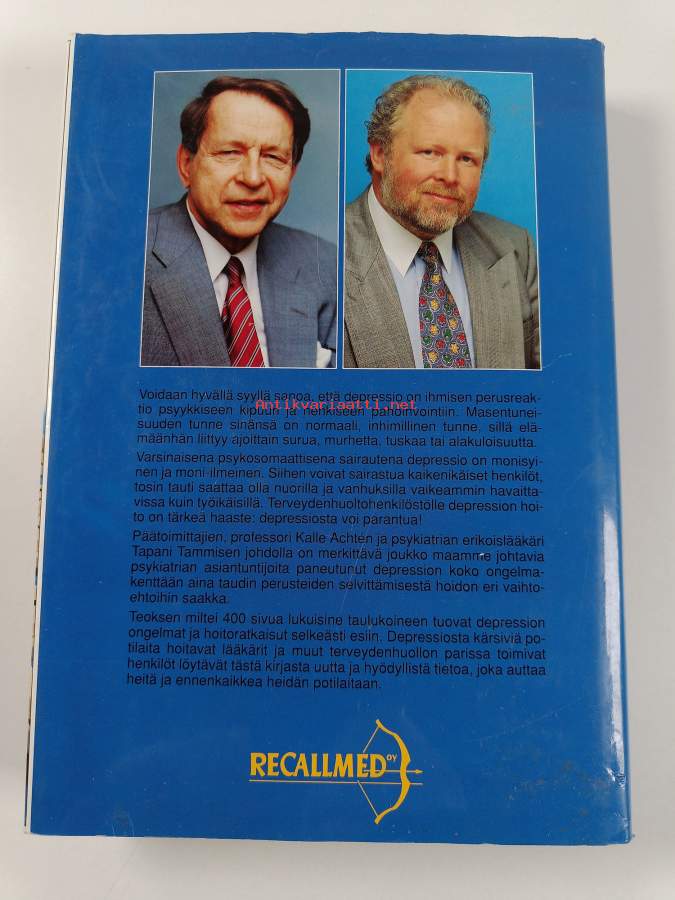 Voidaan hyvällä syyllä sanoa, että depressio on ihmisen perusreak-
tio psyykkiseen kipuun ja henkiseen pahoinvointiin. Masentunei-
Antikvariaatti.net
suuden tunne sinänsä on normaali, inhimillinen tunne, sillä elä-
määnhän liittyy ajoittain surua, murhetta, tuskaa tai alakuloisuutta.
Varsinaisena psykosomaattisena sairautena depressio on monisyi-
nen ja moni-ilmeinen. Siihen voivat sairastua kaikenikäiset henkilöt,
tosin tauti saattaa olla nuorilla ja vanhuksilla vaikeammin havaitta-
vissa kuin työikäisillä. Terveydenhuoltohenkilöstölle depression hoi-
to on tärkeä haaste: depressiosta voi parantua!
Päätoimittajien, professori Kalle Achtén ja psykiatrian erikoislääkäri
Tapani Tammisen johdolla on merkittävä joukko maamme johtavia
psykiatrian asiantuntijoita paneutunut depression koko ongelma-
kenttään aina taudin perusteiden selvittämisestä hoidon eri vaihto-
ehtoihin saakka.
Teoksen miltei 400 sivua lukuisine taulukoineen tuovat depression
ongelmat ja hoitoratkaisut selkeästi esiin. Depressiosta kärsiviä po-
tilaita hoitavat lääkärit ja muut terveydenhuollon parissa toimivat
henkilöt löytävät tästä kirjasta uutta ja hyödyllistä tietoa, joka auttaa
heitä ja ennenkaikkea heidän potilaitaan.
RECALLMED OY